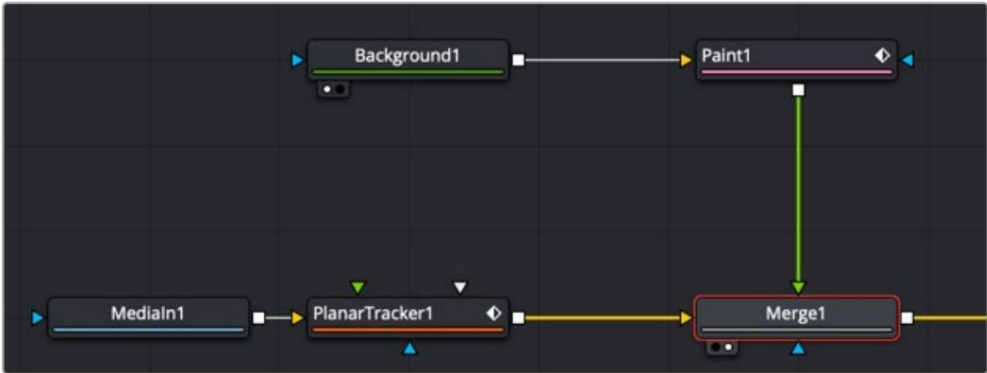 Background1
Paint1
MediaIn1
PlanarTracker1
Merge1